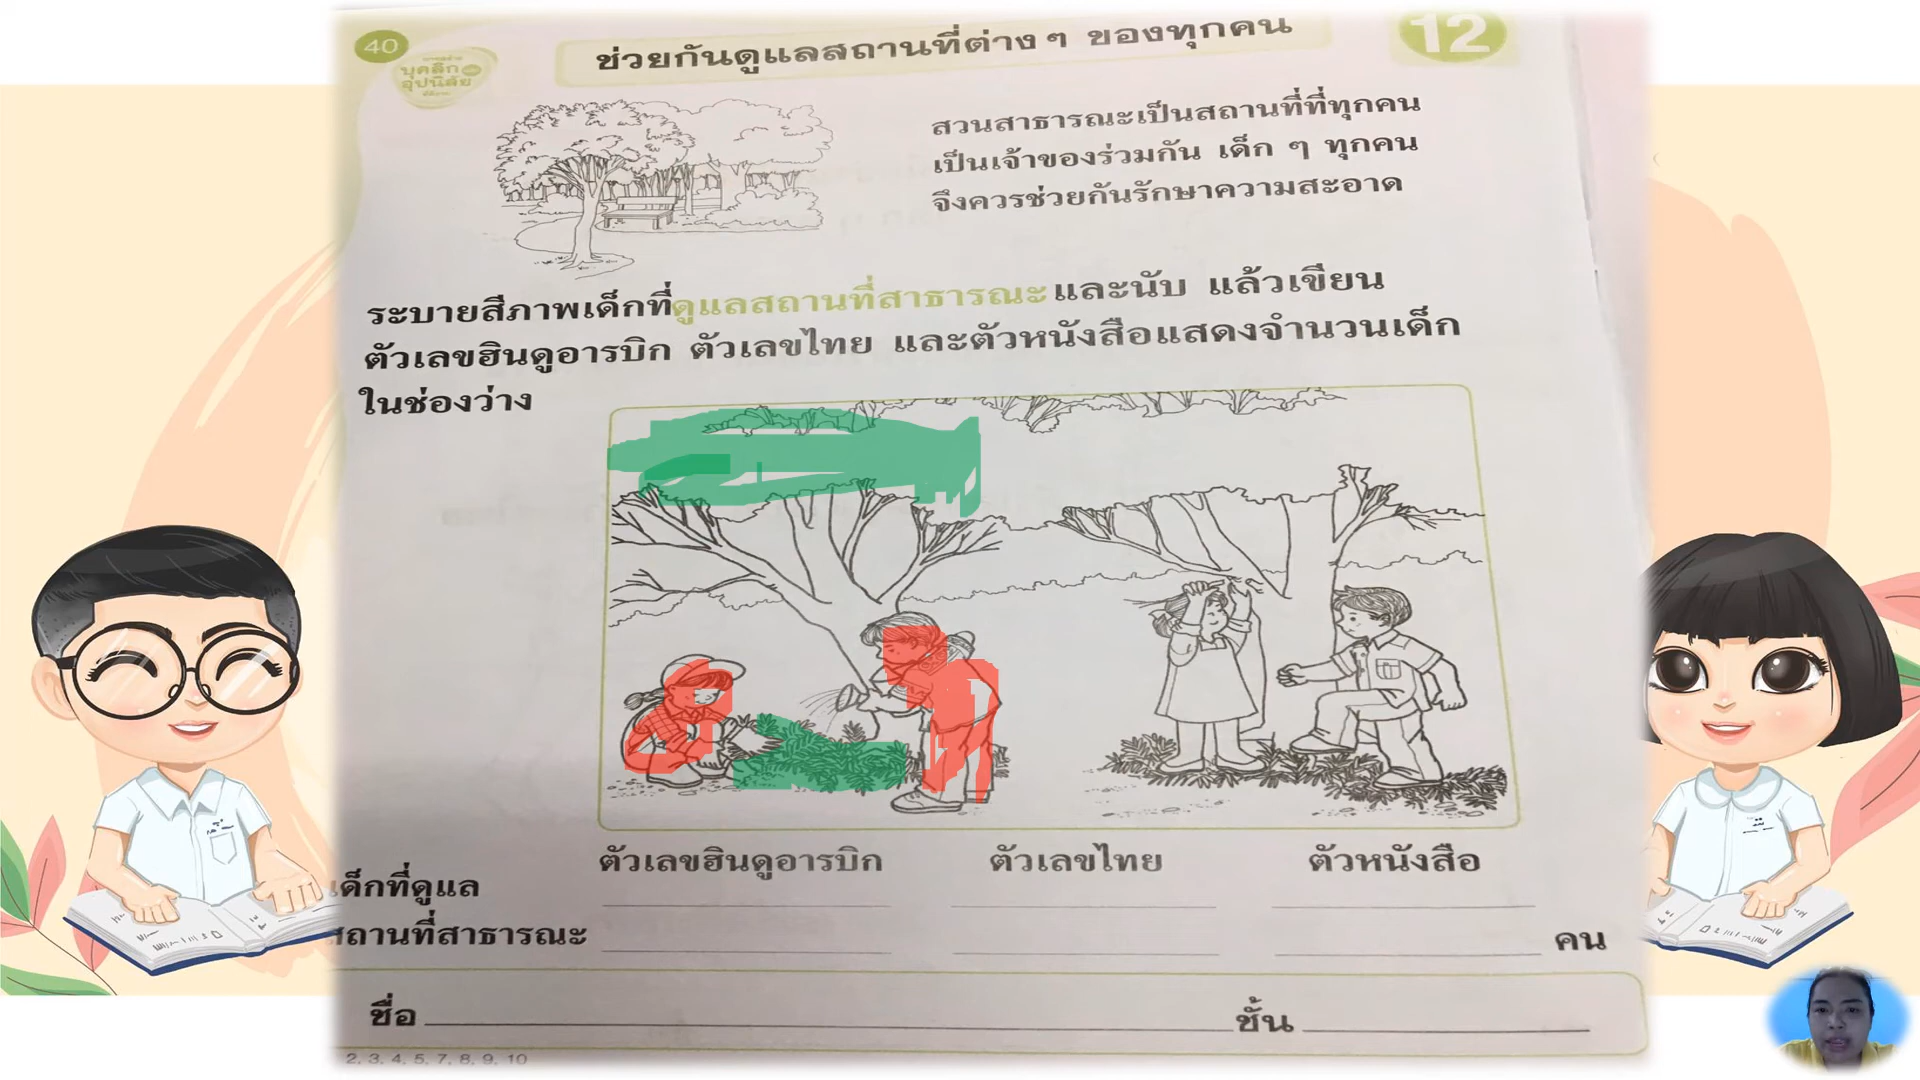 40
บุคลิก
อุปนิสัย
ช่วยกันดูแลสถานที่ต่าง ๆ ของทุกคน
12
สวนสาธารณะเป็นสถานที่ที่ทุกคน
เป็นเจ้าของร่วมกัน เด็ก ๆ ทุกคน
จึงควรช่วยกันรักษาความสะอาด
ระบายสีภาพเด็กที่ดูแลสถานที่สาธารณะและนับ แล้วเขียน
ตัวเลขฮินดูอารบิก ตัวเลขไทย และตัวหนังสือแสดงจำนวนเด็ก
ในช่องว่าง
ตัวเลขฮินดูอารบิก ตัวเลขไทย ตัวหนังสือ
เด็กที่ดูแล
สถานที่สาธารณะ คน
ชื่อ ชั้น
2, 3, 4, 5, 7, 8, 9, 10